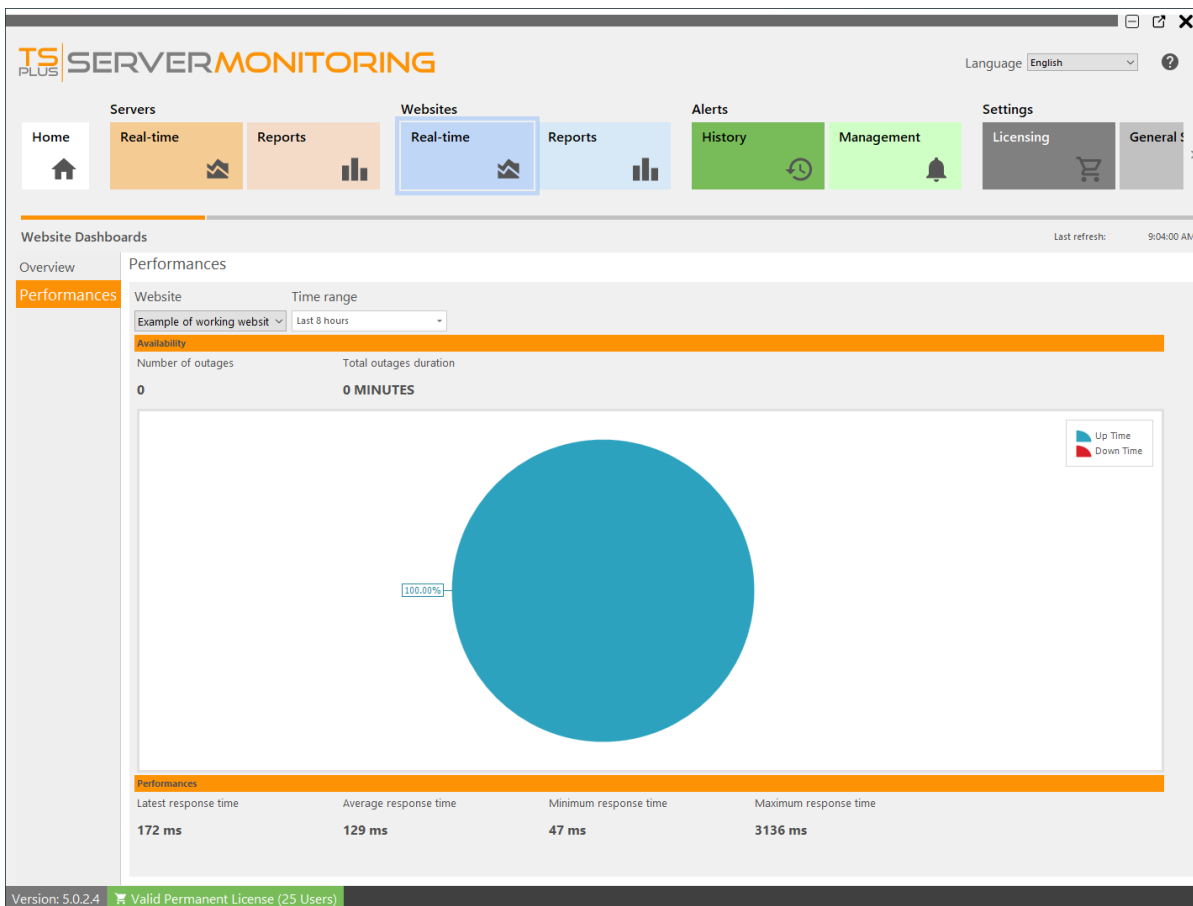 TS PLUS SERVERMONITORING
Language English
Servers Websites Alerts Settings
Home Real-time Reports Real-time Reports History Management Licensing General S
Website Dashboards Last refresh: 9:04:00 AM
Overview
Performances
Performances
Website Time range
Example of working websit Last 8 hours
Availability
Number of outages Total outages duration
0 0 MINUTES
Up Time
Down Time
100.00%
Performances
Latest response time Average response time Minimum response time Maximum response time
172 ms 129 ms 47 ms 3136 ms
Version: 5.0.2.4 Valid Permanent License (25 Users)